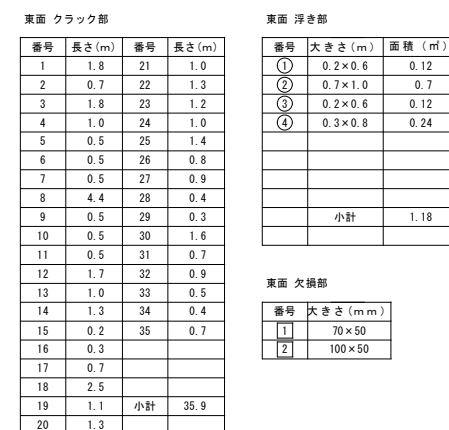 東面 クラック部
番号 長さ(m) 番号 長さ(m)
1 1.8 21 1.0
2 0.7 22 1.3
3 1.8 23 1.2
4 1.0 24 1.0
5 0.5 25 1.4
6 0.5 26 0.8
7 0.5 27 0.9
8 4.4 28 0.4
9 0.5 29 0.3
10 0.5 30 1.6
11 0.5 31 0.7
12 1.7 32 0.9
13 1.0 33 0.5
14 1.3 34 0.4
15 0.2 35 0.7
16 0.3
17 0.7
18 2.5
19 1.1 小計 35.9
20 1.3
東面 浮き部
番号 大きさ(m) 面積(㎡)
① 0.2×0.6 0.12
② 0.7×1.0 0.7
③ 0.2×0.6 0.12
④ 0.3×0.8 0.24
小計 1.18
東面 欠損部
番号 大きさ(mm)
1 70×50
2 100×50